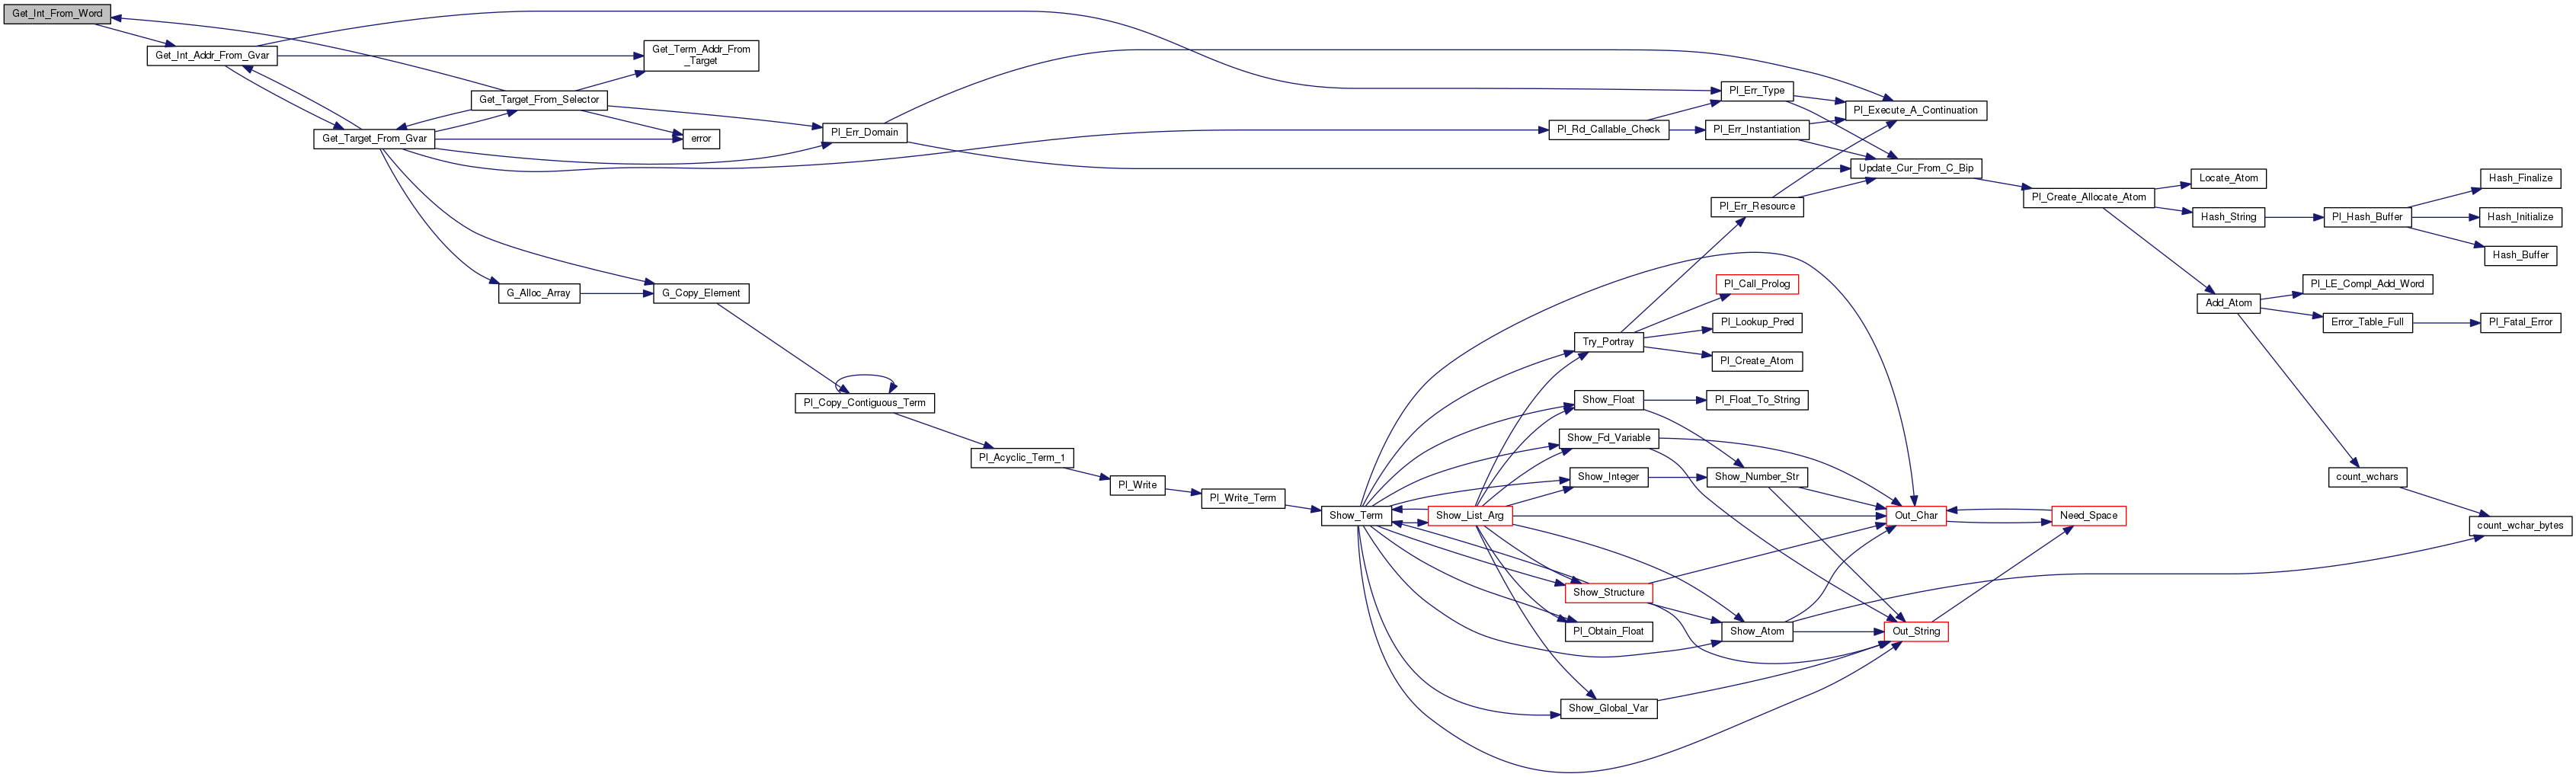 Get_Int_From_Word
Get_Int_Addr_From_Gvar
Get_Term_Addr_From
_Target
Get_Target_From_Selector
Get_Target_From_Gvar
error
Pl_Err_Domain
G_Alloc_Array
G_Copy_Element
Pl_Copy_Contiguous_Term
Pl_Acyclic_Term_1
Pl_Write
Pl_Write_Term
Show_Term
Show_List_Arg
Pl_Rd_Callable_Check
Pl_Err_Type
Pl_Err_Instantiation
Pl_Execute_A_Continuation
Update_Cur_From_C_Bip
Pl_Err_Resource
Pl_Call_Prolog
Pl_Lookup_Pred
Pl_Create_Atom
Try_Portray
Show_Float
Pl_Float_To_String
Show_Fd_Variable
Show_Integer
Show_Number_Str
Show_Structure
Pl_Obtain_Float
Show_Atom
Show_Global_Var
Out_Char
Need_Space
Out_String
Pl_Create_Allocate_Atom
Locate_Atom
Hash_String
Pl_Hash_Buffer
Hash_Finalize
Hash_Initialize
Hash_Buffer
Add_Atom
Pl_LE_Compl_Add_Word
Error_Table_Full
Pl_Fatal_Error
count_wchars
count_wchar_bytes